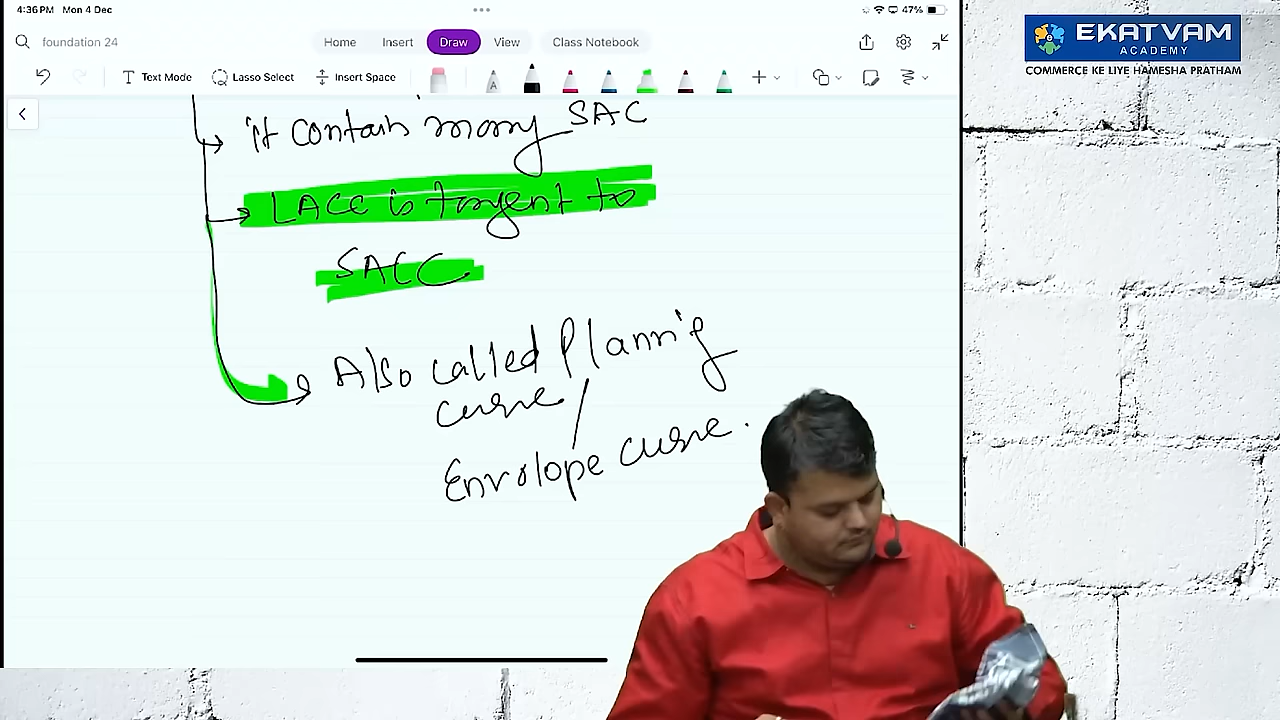 4:36 PM Mon 4 Dec
47%
foundation 24
Home Insert Draw View Class Notebook
Text Mode Lasso Select Insert Space
EKATVAM
ACADEMY
COMMERCE KE LIYE HAMESHA PRATHAM
it contain many SAC
LACC is tangent to
SACC
Also called Planning
curve /
Envolope curve.